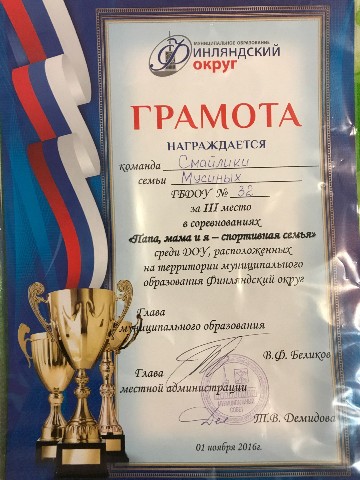 МУНИЦИПАЛЬНОЕ ОБРАЗОВАНИЕ
ФИНЛЯНДСКИЙ
ОКРУГ
ГРАМОТА
НАГРАЖДАЕТСЯ
команда Смайлики
семьи Мусиных
ГБДОУ № 32
за III место
в соревнованиях
«Папа, мама и я – спортивная семья»
среди ДОУ, расположенных
на территории муниципального
образования Финляндский округ
Глава
муниципального образования
В.Ф. Беликов
Глава
местной администрации
Т.В. Демидова
01 ноября 2016г.